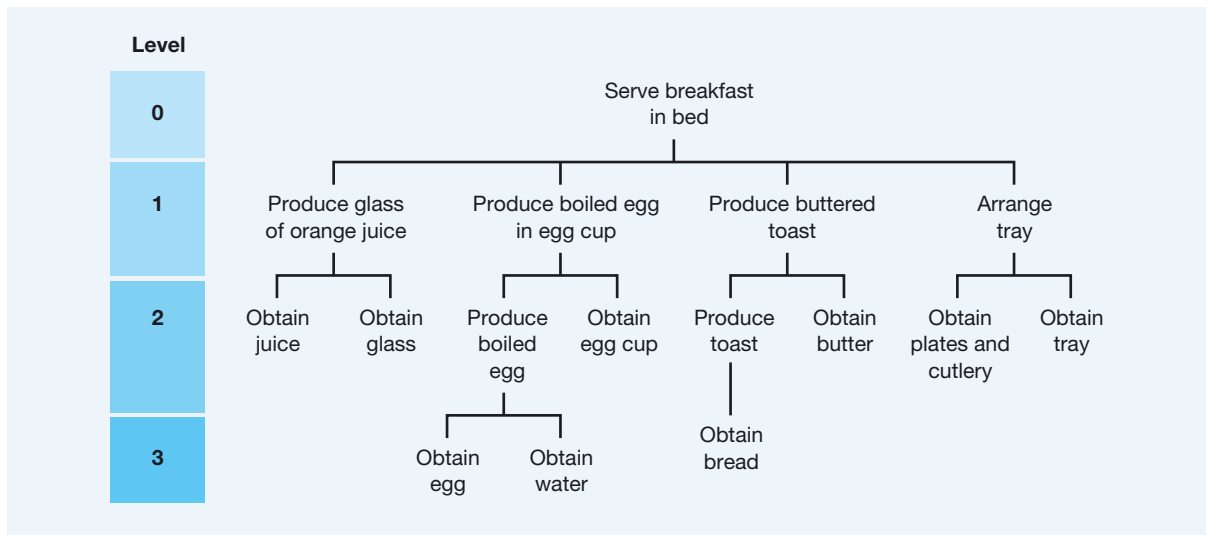 Level
0
Serve breakfast
in bed
1
Produce glass
of orange juice
Produce boiled egg
in egg cup
Produce buttered
toast
Arrange
tray
2
Obtain
juice
Obtain
glass
Produce
boiled
egg
Obtain
egg cup
Produce
toast
Obtain
butter
Obtain
plates and
cutlery
Obtain
tray
3
Obtain
egg
Obtain
water
Obtain
bread